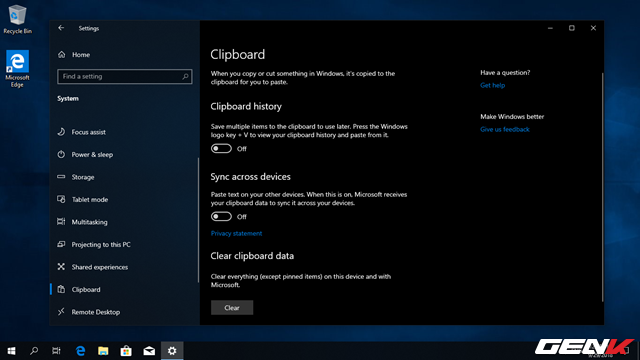 Recycle Bin
Microsoft
Edge
Settings
Home
Find a setting
System
Focus assist
Power & sleep
Storage
Tablet mode
Multitasking
Projecting to this PC
Shared experiences
Clipboard
Remote Desktop
Clipboard
When you copy or cut something in Windows, it's copied to the
clipboard for you to paste.
Clipboard history
Save multiple items to the clipboard to use later. Press the Windows
logo key + V to view your clipboard history and paste from it.
Off
Sync across devices
Paste text on your other devices. When this is on, Microsoft receives
your clipboard data to sync it across your devices.
Off
Privacy statement
Clear clipboard data
Clear everything (except pinned items) on this device and with
Microsoft.
Clear
Have a question?
Get help
Make Windows better
Give us feedback
GENK